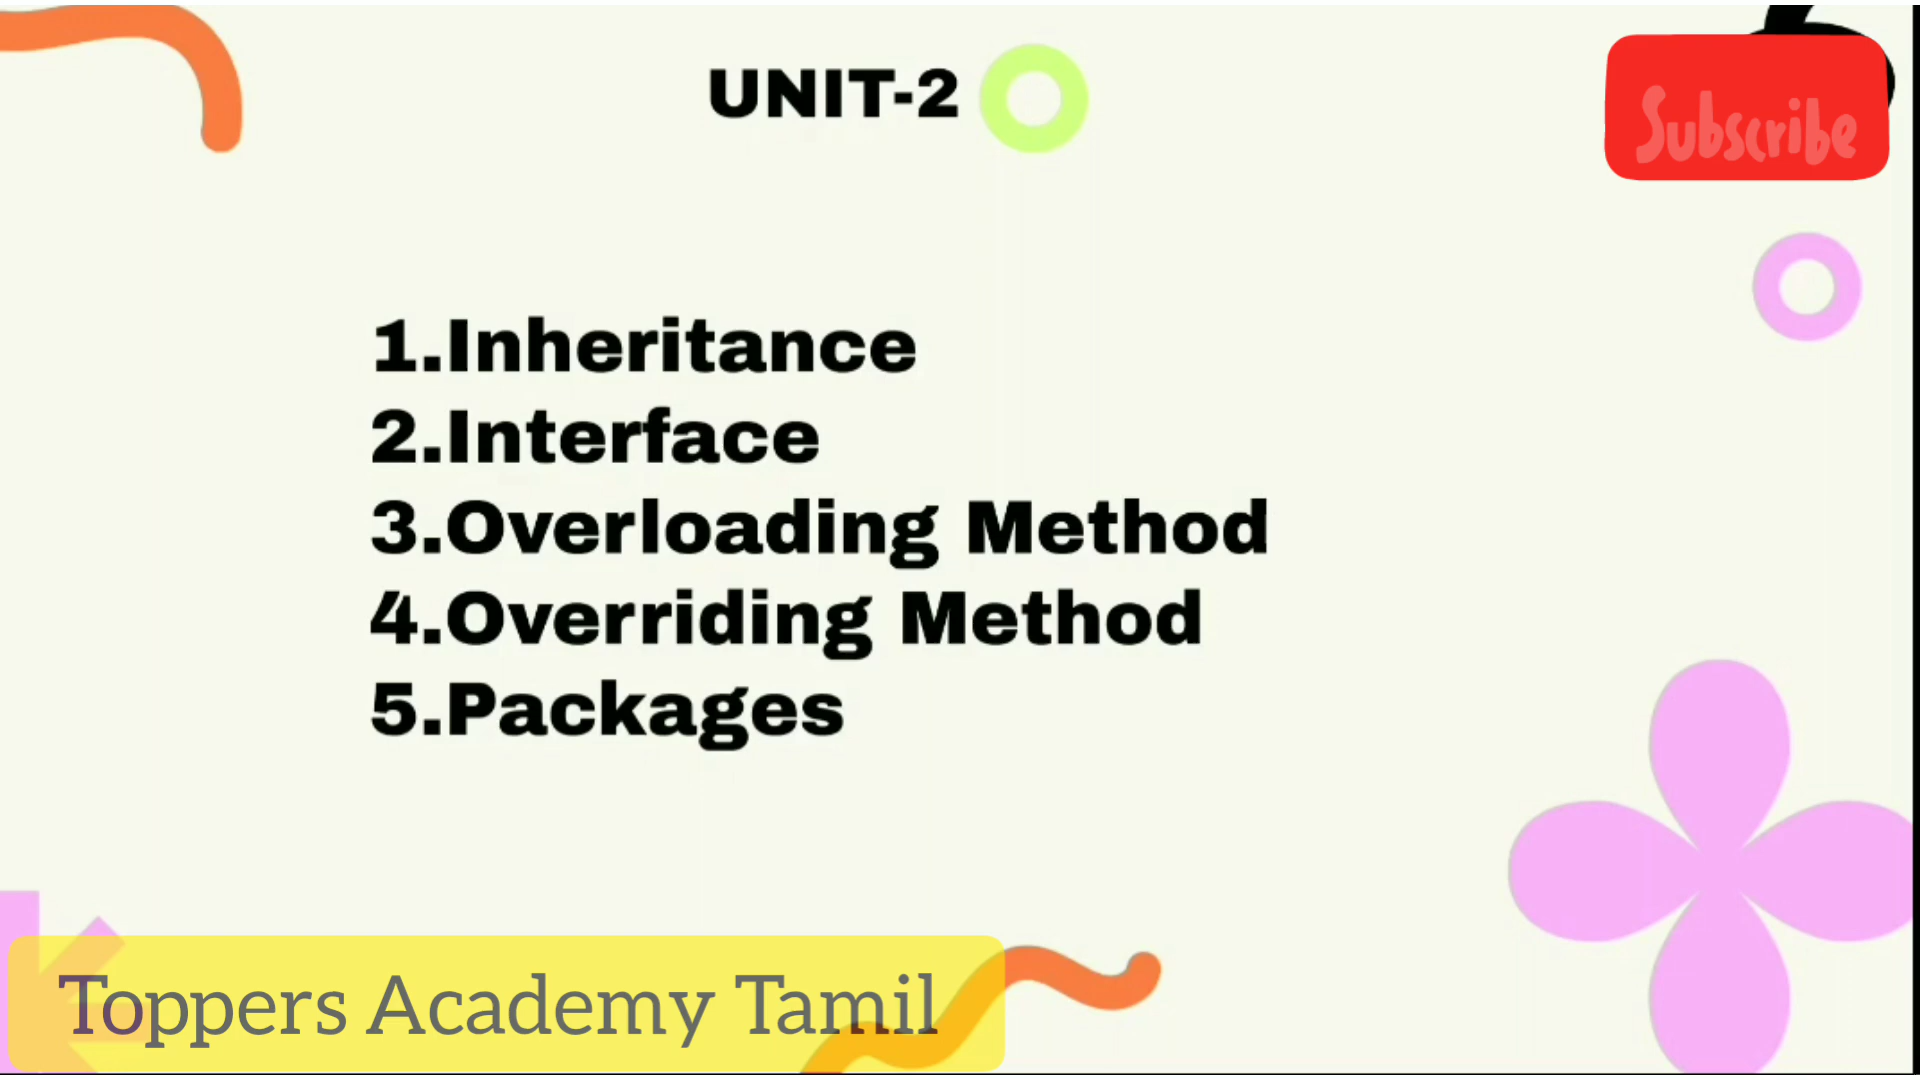 UNIT-2
Subscribe
1.Inheritance
2.Interface
3.Overloading Method
4.Overriding Method
5.Packages
Toppers Academy Tamil